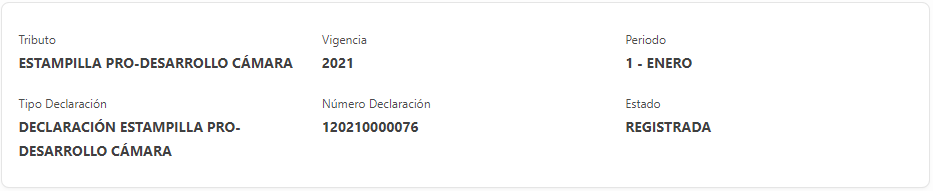 Tributo
ESTAMPILLA PRO-DESARROLLO CÁMARA
Vigencia
2021
Periodo
1 - ENERO
Tipo Declaración
DECLARACIÓN ESTAMPILLA PRO-
DESARROLLO CÁMARA
Número Declaración
120210000076
Estado
REGISTRADA